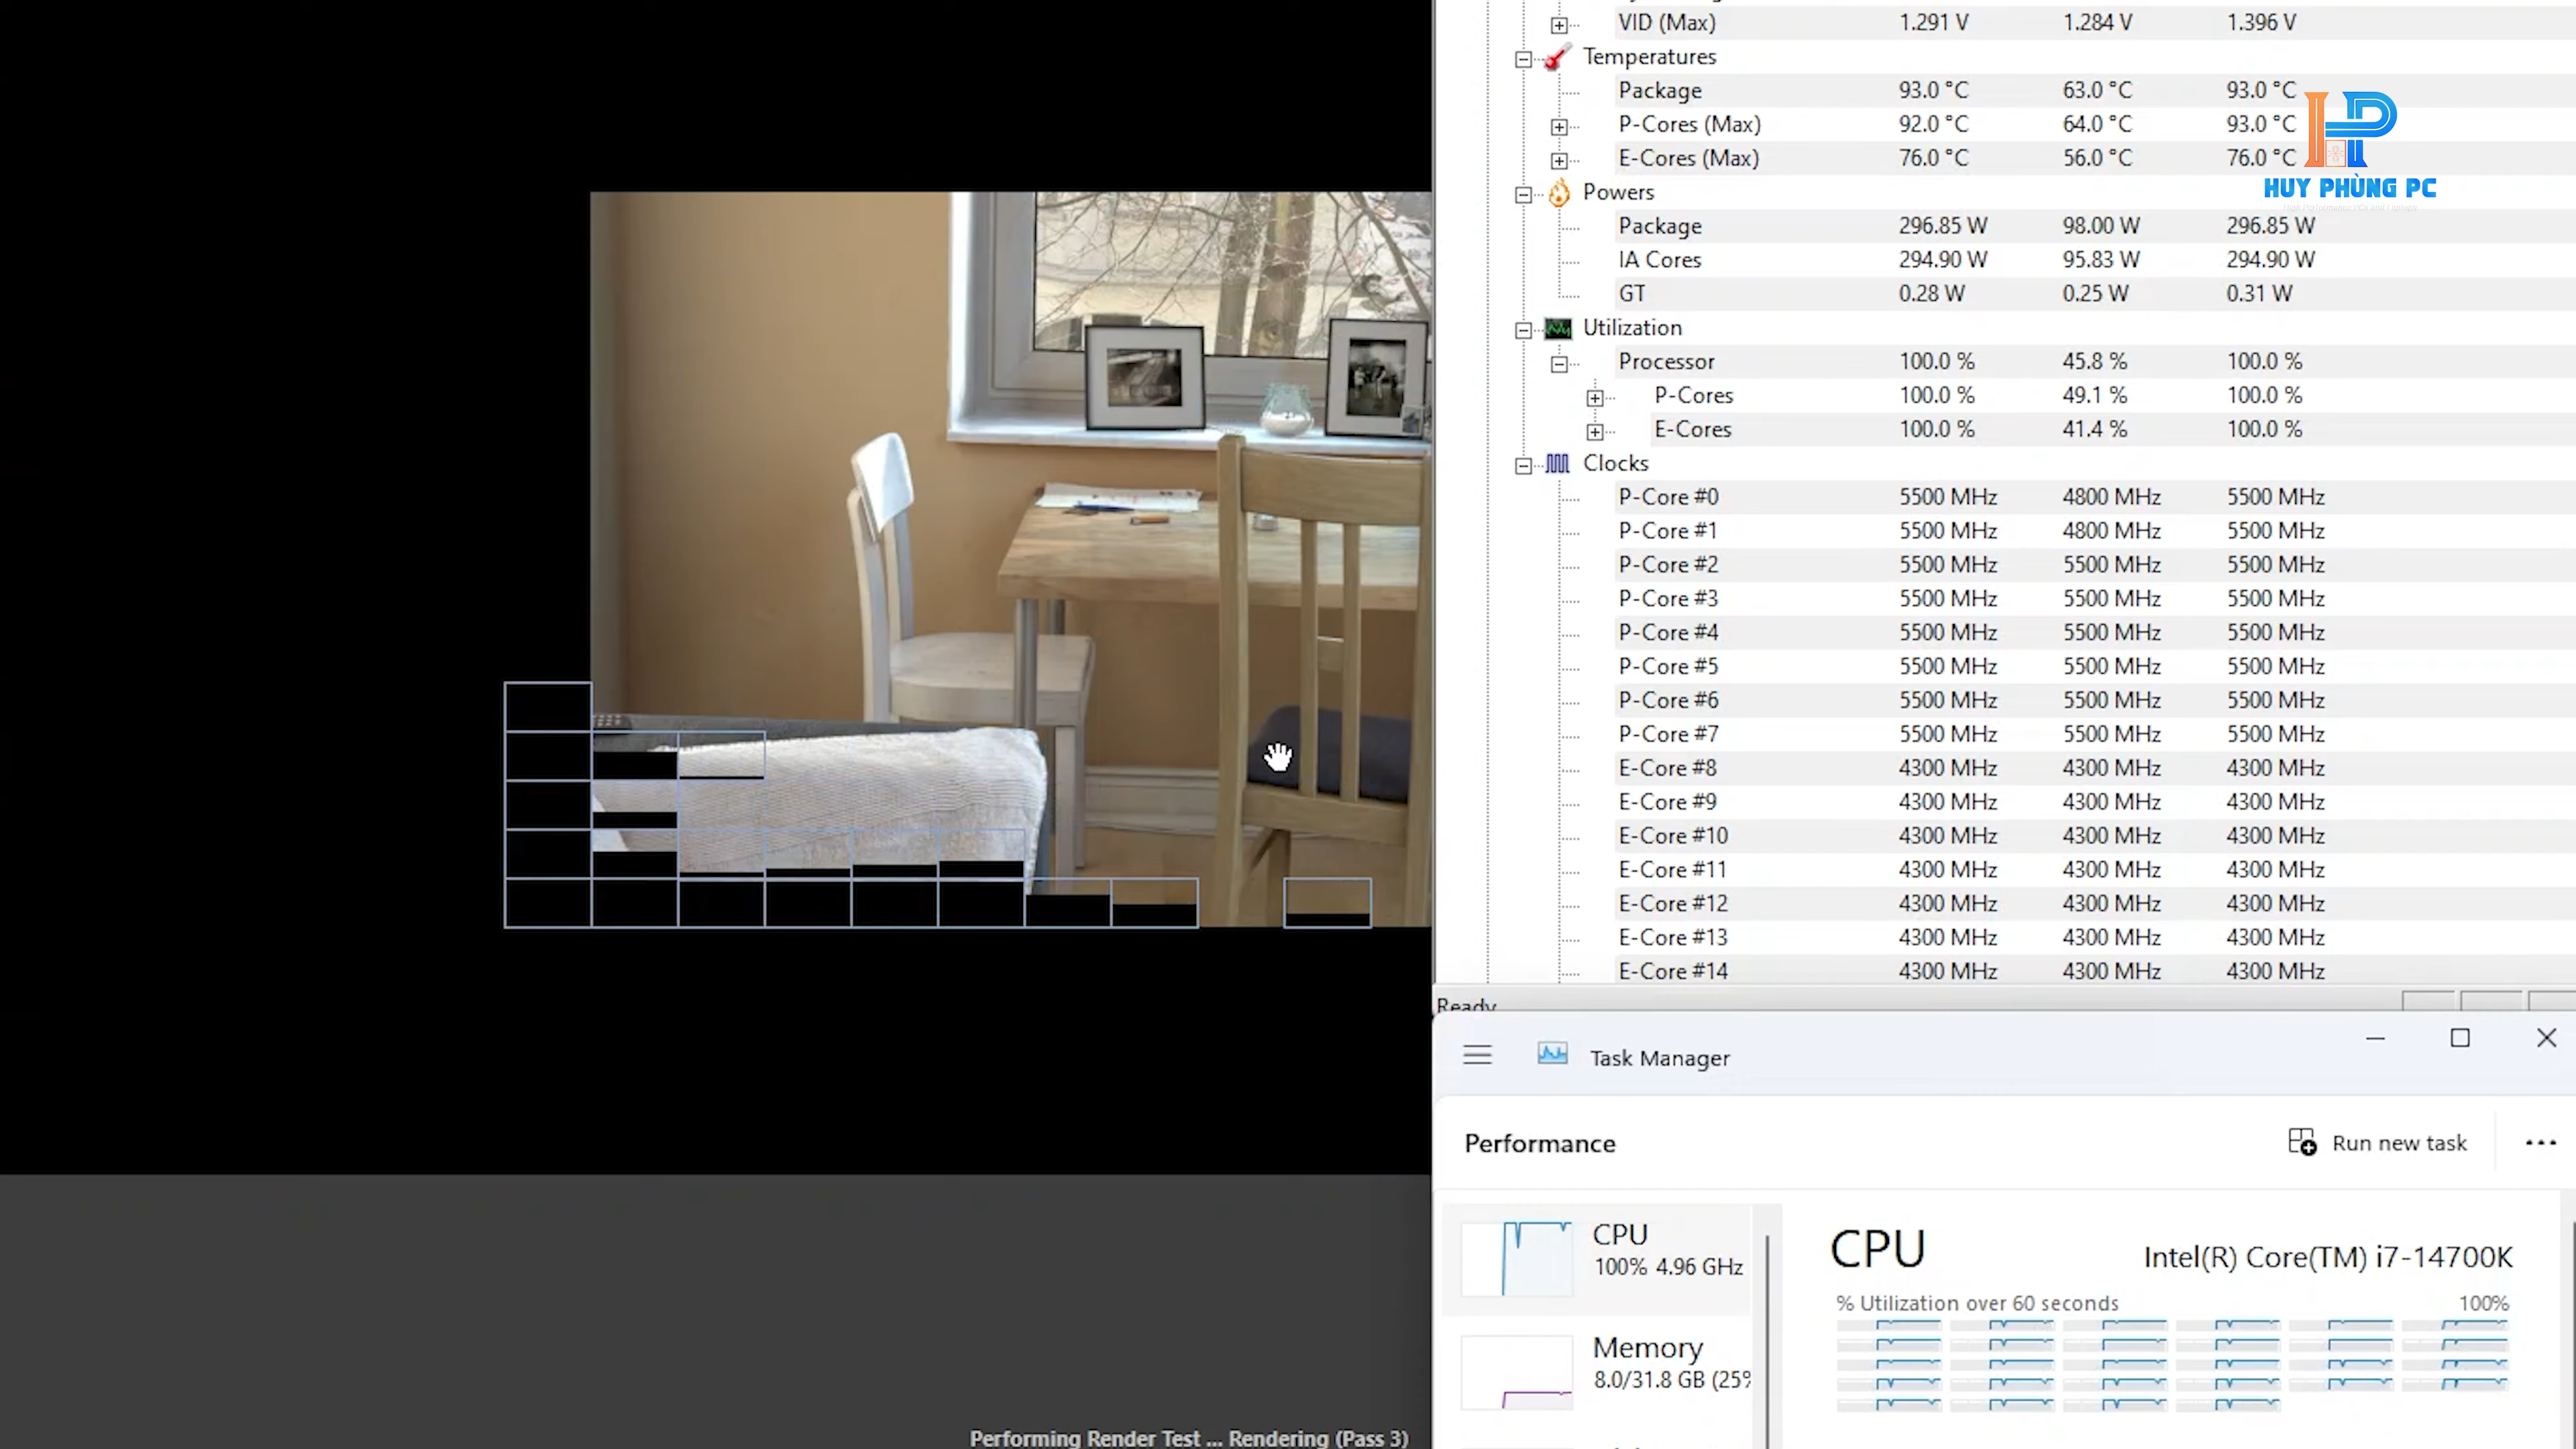 VID (Max) 1.291 V 1.284 V 1.396 V
Temperatures
Package 93.0 °C 63.0 °C 93.0 °C
P-Cores (Max) 92.0 °C 64.0 °C 93.0 °C
E-Cores (Max) 76.0 °C 56.0 °C 76.0 °C
HUY PHÙNG PC
Powers
Package 296.85 W 98.00 W 296.85 W
IA Cores 294.90 W 95.83 W 294.90 W
GT 0.28 W 0.25 W 0.31 W
Utilization
Processor 100.0 % 45.8 % 100.0 %
P-Cores 100.0 % 49.1 % 100.0 %
E-Cores 100.0 % 41.4 % 100.0 %
Clocks
P-Core #0 5500 MHz 4800 MHz 5500 MHz
P-Core #1 5500 MHz 4800 MHz 5500 MHz
P-Core #2 5500 MHz 5500 MHz 5500 MHz
P-Core #3 5500 MHz 5500 MHz 5500 MHz
P-Core #4 5500 MHz 5500 MHz 5500 MHz
P-Core #5 5500 MHz 5500 MHz 5500 MHz
P-Core #6 5500 MHz 5500 MHz 5500 MHz
P-Core #7 5500 MHz 5500 MHz 5500 MHz
E-Core #8 4300 MHz 4300 MHz 4300 MHz
E-Core #9 4300 MHz 4300 MHz 4300 MHz
E-Core #10 4300 MHz 4300 MHz 4300 MHz
E-Core #11 4300 MHz 4300 MHz 4300 MHz
E-Core #12 4300 MHz 4300 MHz 4300 MHz
E-Core #13 4300 MHz 4300 MHz 4300 MHz
E-Core #14 4300 MHz 4300 MHz 4300 MHz
Ready
Task Manager
Performance
Run new task
CPU
100% 4.96 GHz
Memory
8.0/31.8 GB (25%
CPU Intel(R) Core(TM) i7-14700K
% Utilization over 60 seconds 100%
Performing Render Test ... Rendering (Pass 3)